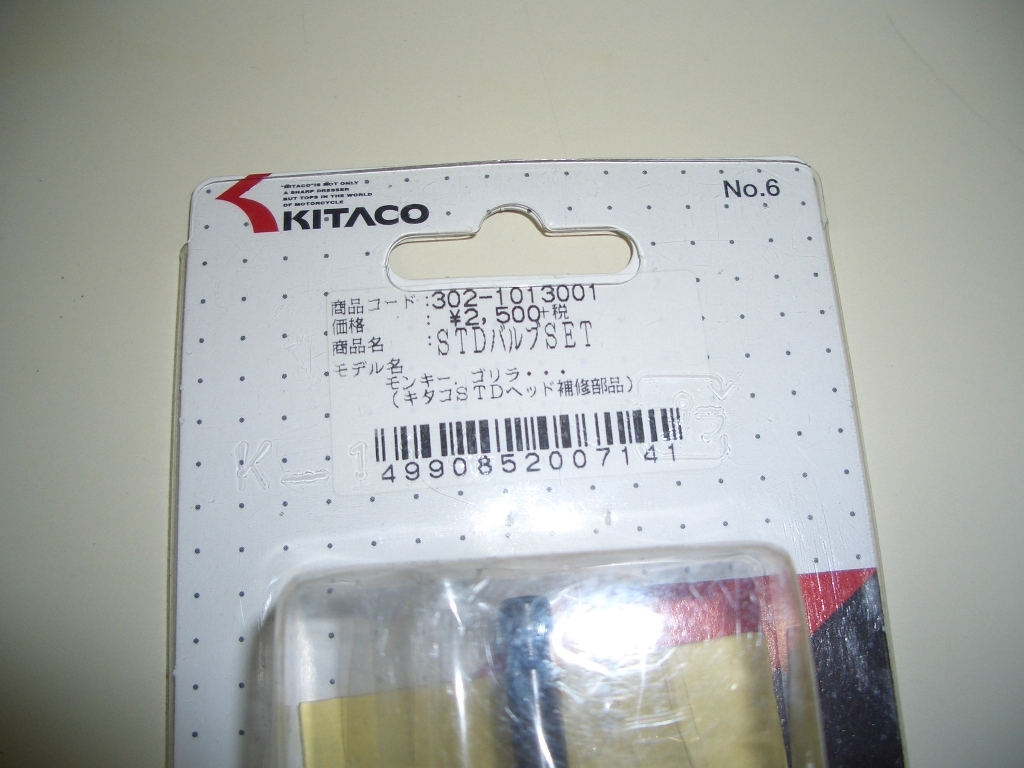 "KITACO" IS NOT ONLY
A SHARP DRESSER
BUT TOPS IN THE WORLD
OF MOTORCYCLE
KITACO
No.6
商品コード:302-1013001
価格 : ¥2,500+税
商品名 :STDバルブSET
モデル名
モンキー、ゴリラ・・・
(キタコSTDヘッド補修部品)
4990852007141
K-1